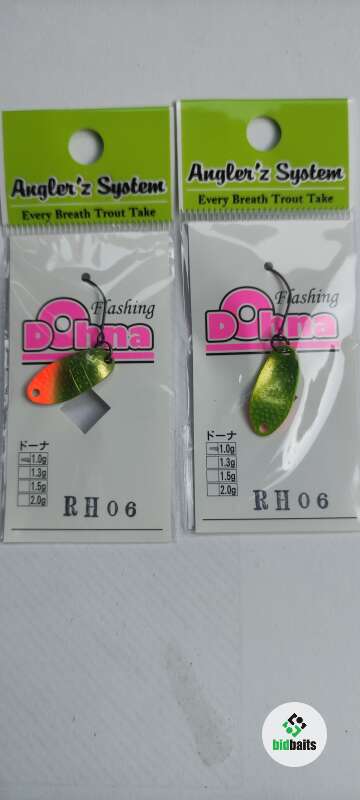 Angler'z System
Every Breath Trout Take
Flashing
Dohna
ドーナ
1.0g
1.3g
1.5g
2.0g
RH06
Angler'z System
Every Breath Trout Take
Flashing
Dohna
ドーナ
1.0g
1.3g
1.5g
2.0g
RH06
bidbaits